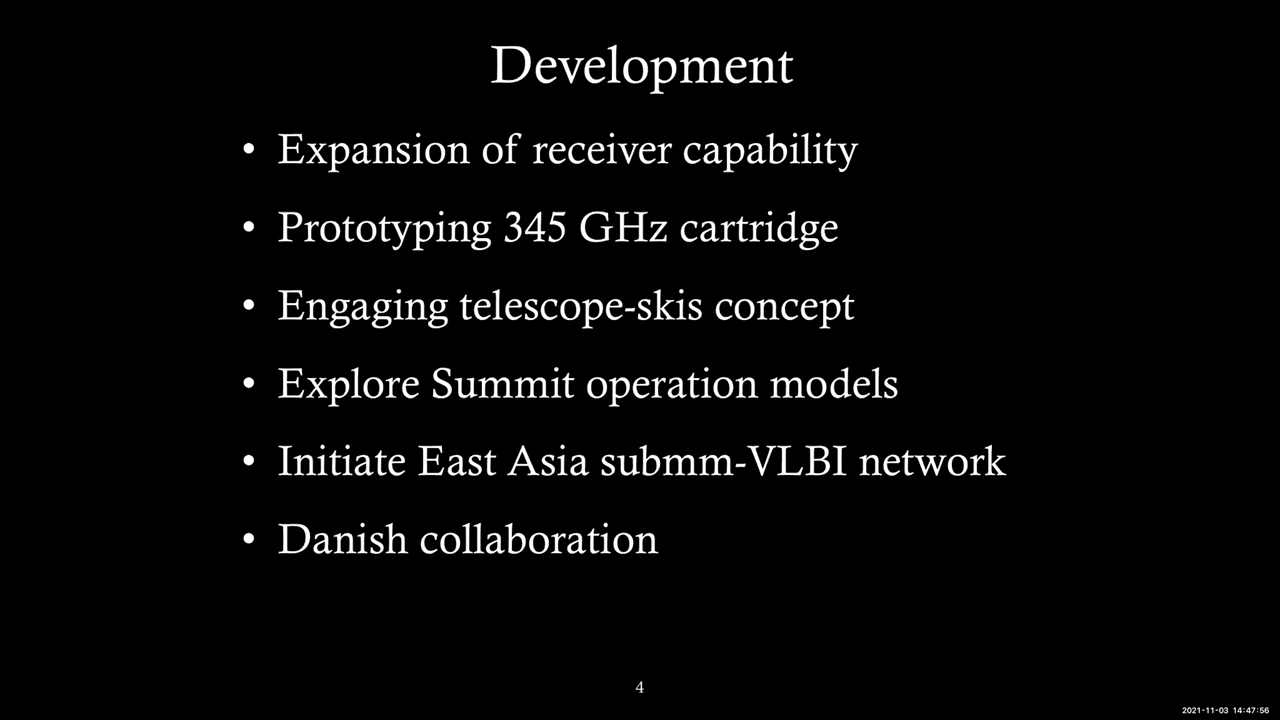 Development
• Expansion of receiver capability
• Prototyping 345 GHz cartridge
• Engaging telescope-skis concept
• Explore Summit operation models
• Initiate East Asia submm-VLBI network
• Danish collaboration
4
2021-11-03 14:47:56